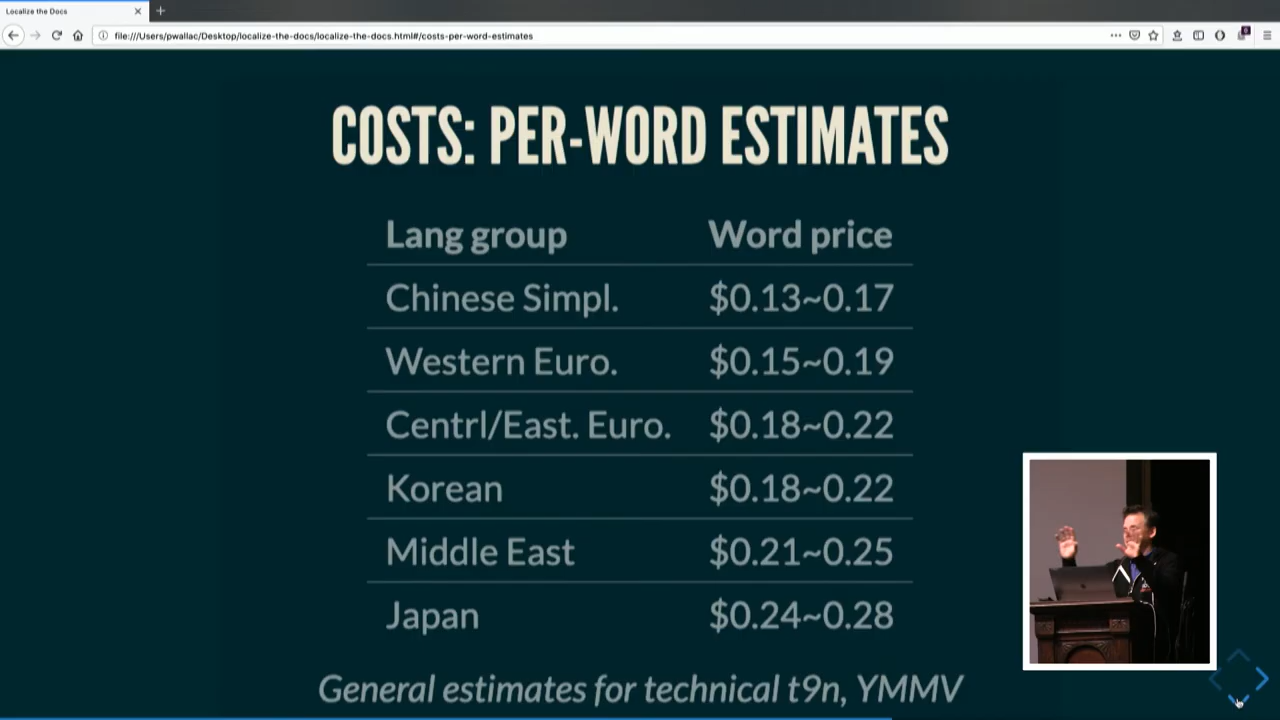 Localize the Docs
file:///Users/pwallac/Desktop/localize-the-docs/localize-the-docs.html#/costs-per-word-estimates
COSTS: PER-WORD ESTIMATES
Lang group Word price
Chinese Simpl. $0.13~0.17
Western Euro. $0.15~0.19
Centrl/East. Euro. $0.18~0.22
Korean $0.18~0.22
Middle East $0.21~0.25
Japan $0.24~0.28
General estimates for technical t9n, YMMV